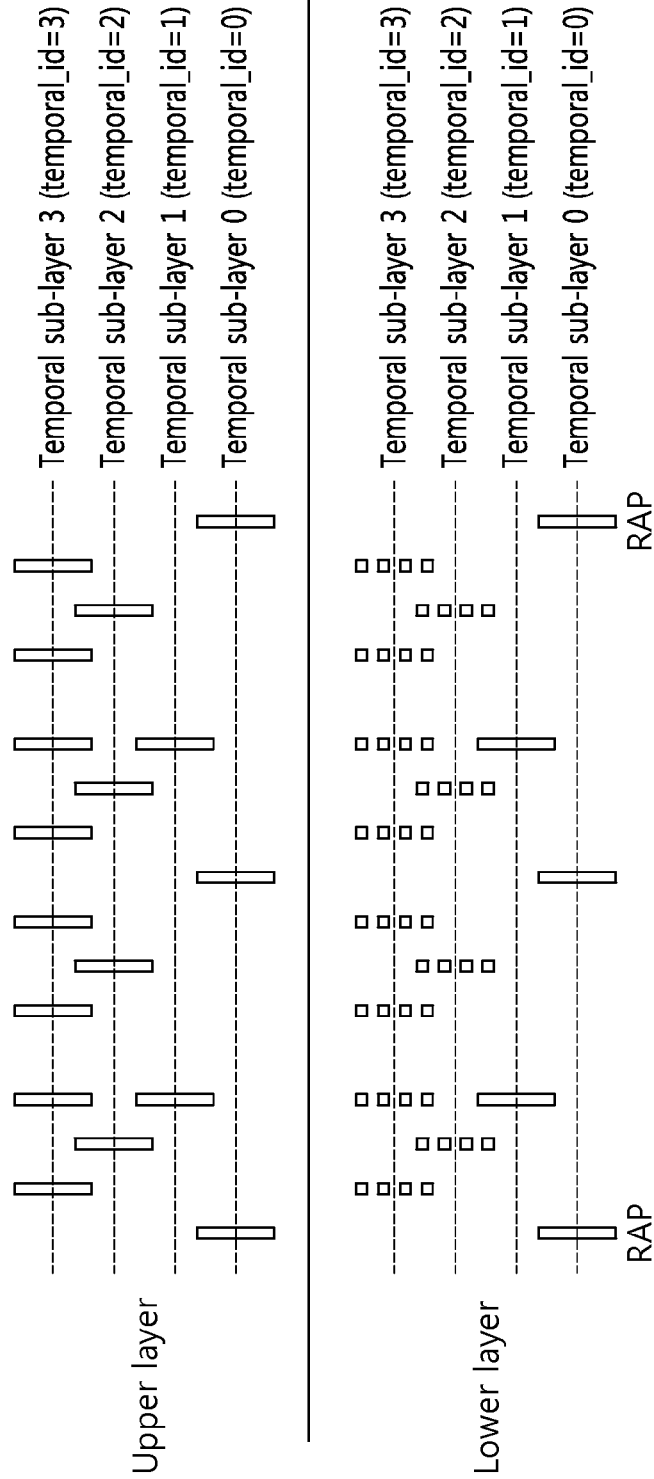 Upper layer
Temporal sub-layer 3 (temporal_id=3)
Temporal sub-layer 2 (temporal_id=2)
Temporal sub-layer 1 (temporal_id=1)
Temporal sub-layer 0 (temporal_id=0)
Lower layer
Temporal sub-layer 3 (temporal_id=3)
Temporal sub-layer 2 (temporal_id=2)
Temporal sub-layer 1 (temporal_id=1)
Temporal sub-layer 0 (temporal_id=0)
RAP
RAP